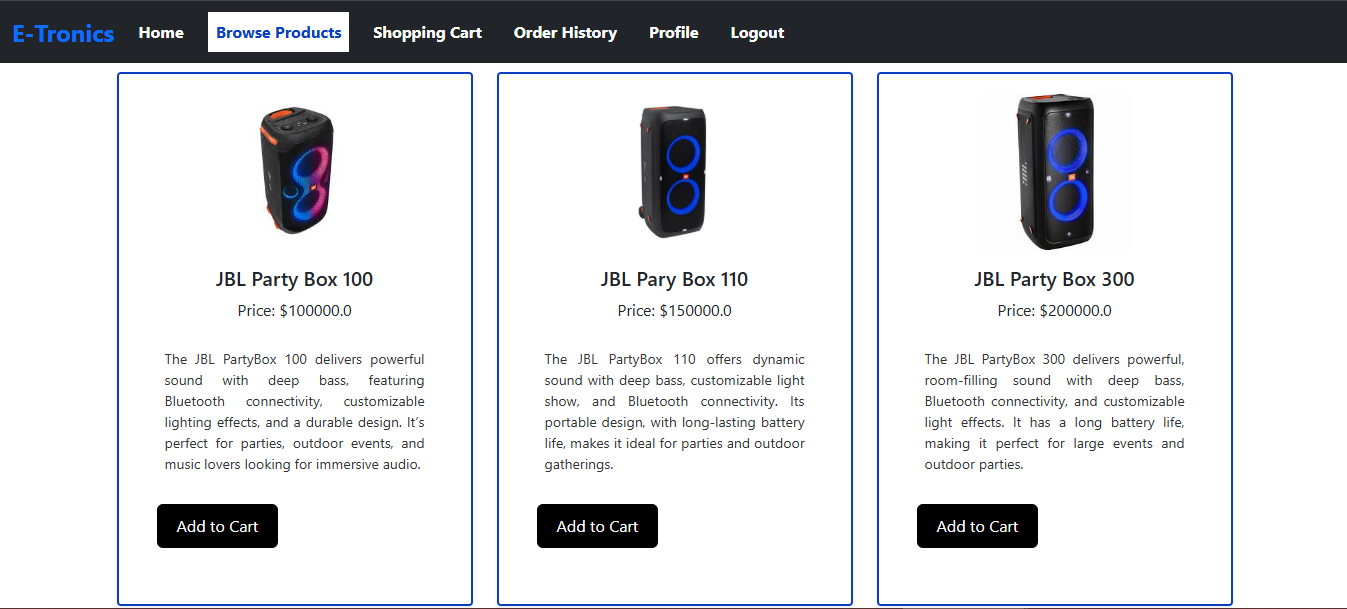 E-Tronics Home Browse Products Shopping Cart Order History Profile Logout
JBL Party Box 100
Price: $100000.0
The JBL PartyBox 100 delivers powerful
sound with deep bass, featuring
Bluetooth connectivity, customizable
lighting effects, and a durable design. It’s
perfect for parties, outdoor events, and
music lovers looking for immersive audio.
Add to Cart
JBL Pary Box 110
Price: $150000.0
The JBL PartyBox 110 offers dynamic
sound with deep bass, customizable light
show, and Bluetooth connectivity. Its
portable design, with long-lasting battery
life, makes it ideal for parties and outdoor
gatherings.
Add to Cart
JBL
JBL Party Box 300
Price: $200000.0
The JBL PartyBox 300 delivers powerful,
room-filling sound with deep bass,
Bluetooth connectivity, and customizable
light effects. It has a long battery life,
making it perfect for large events and
outdoor parties.
Add to Cart